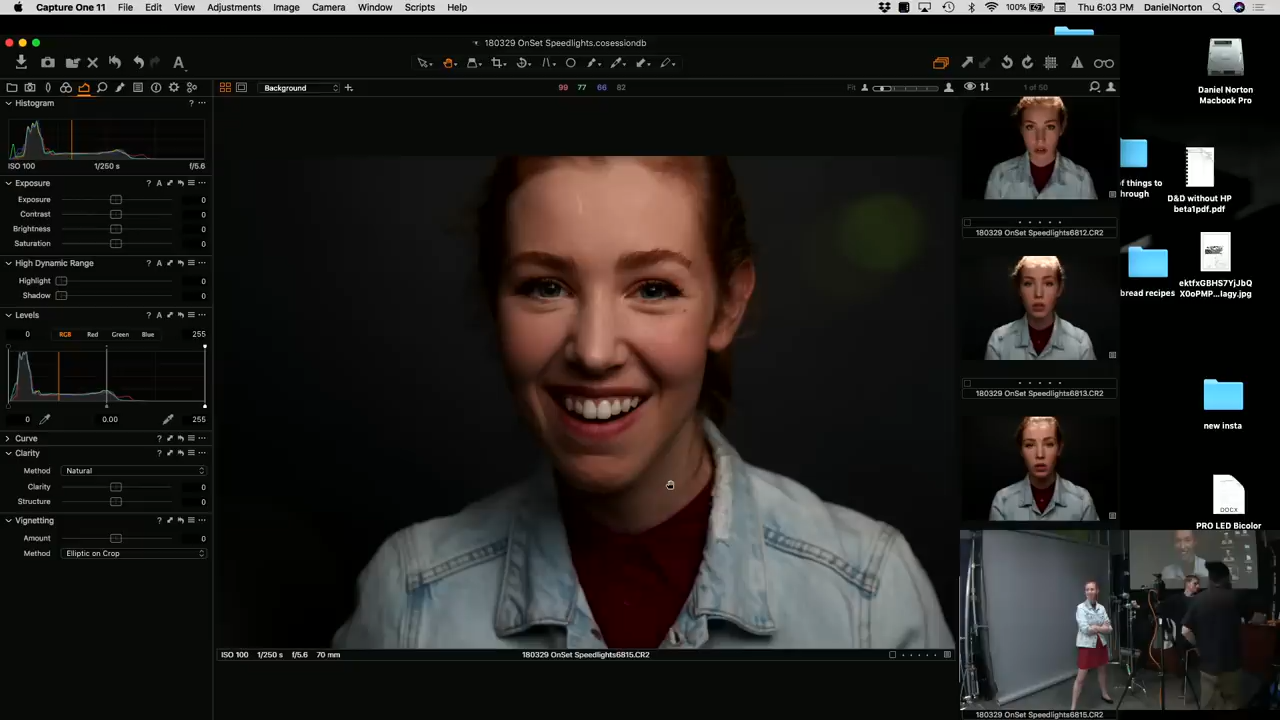 Capture One 11 File Edit View Adjustments Image Camera Window Scripts Help 100% Thu 6:03 PM DanielNorton
180329 OnSet Speedlights.cosessiondb
Background
99 77 66 82
Fit
1 of 50
Histogram
ISO 100 1/250 s f/5.6
Exposure
Exposure 0
Contrast 0
Brightness 0
Saturation 0
High Dynamic Range
Highlight 0
Shadow 0
Levels
0 RGB Red Green Blue 255
0 0.00 255
Curve
Clarity
Method Natural
Clarity 0
Structure 0
Vignetting
Amount 0
Method Elliptic on Crop
ISO 100 1/250 s f/5.6 70 mm 180329 OnSet Speedlights6815.CR2
180329 OnSet Speedlights6812.CR2
180329 OnSet Speedlights6813.CR2
180329 OnSet Speedlights6815.CR2
Daniel Norton
Macbook Pro
of things to
through
D&D without HP
beta1pdf.pdf
bread recipes
ektfxGBHS7YjJbQ
X0oPMP...lagy.jpg
new insta
DOCX
PRO LED Bicolor